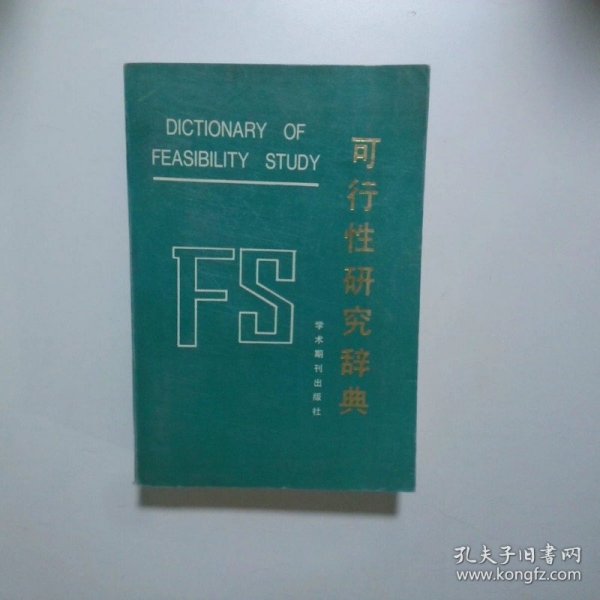 DICTIONARY OF
FEASIBILITY STUDY
可行性研究辞典
FS
学术期刊出版社
孔夫子旧书网
www.kongfz.com